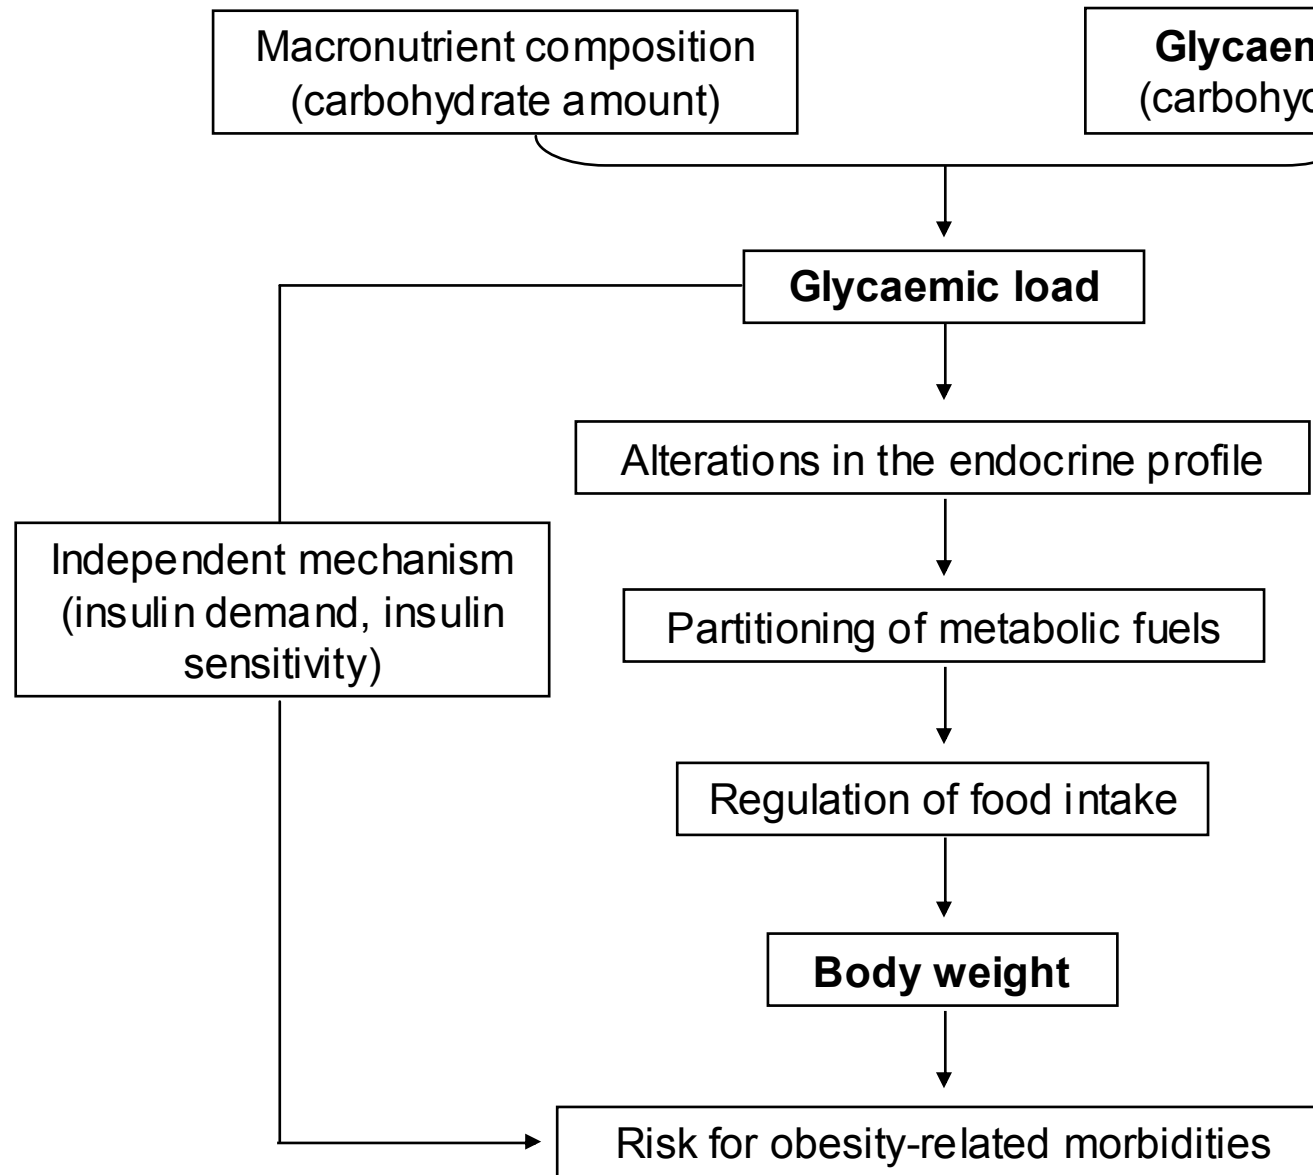 Macronutrient composition
(carbohydrate amount)
Glycaem
(carbohyd
Glycaemic load
Alterations in the endocrine profile
Independent mechanism
(insulin demand, insulin
sensitivity)
Partitioning of metabolic fuels
Regulation of food intake
Body weight
Risk for obesity-related morbidities